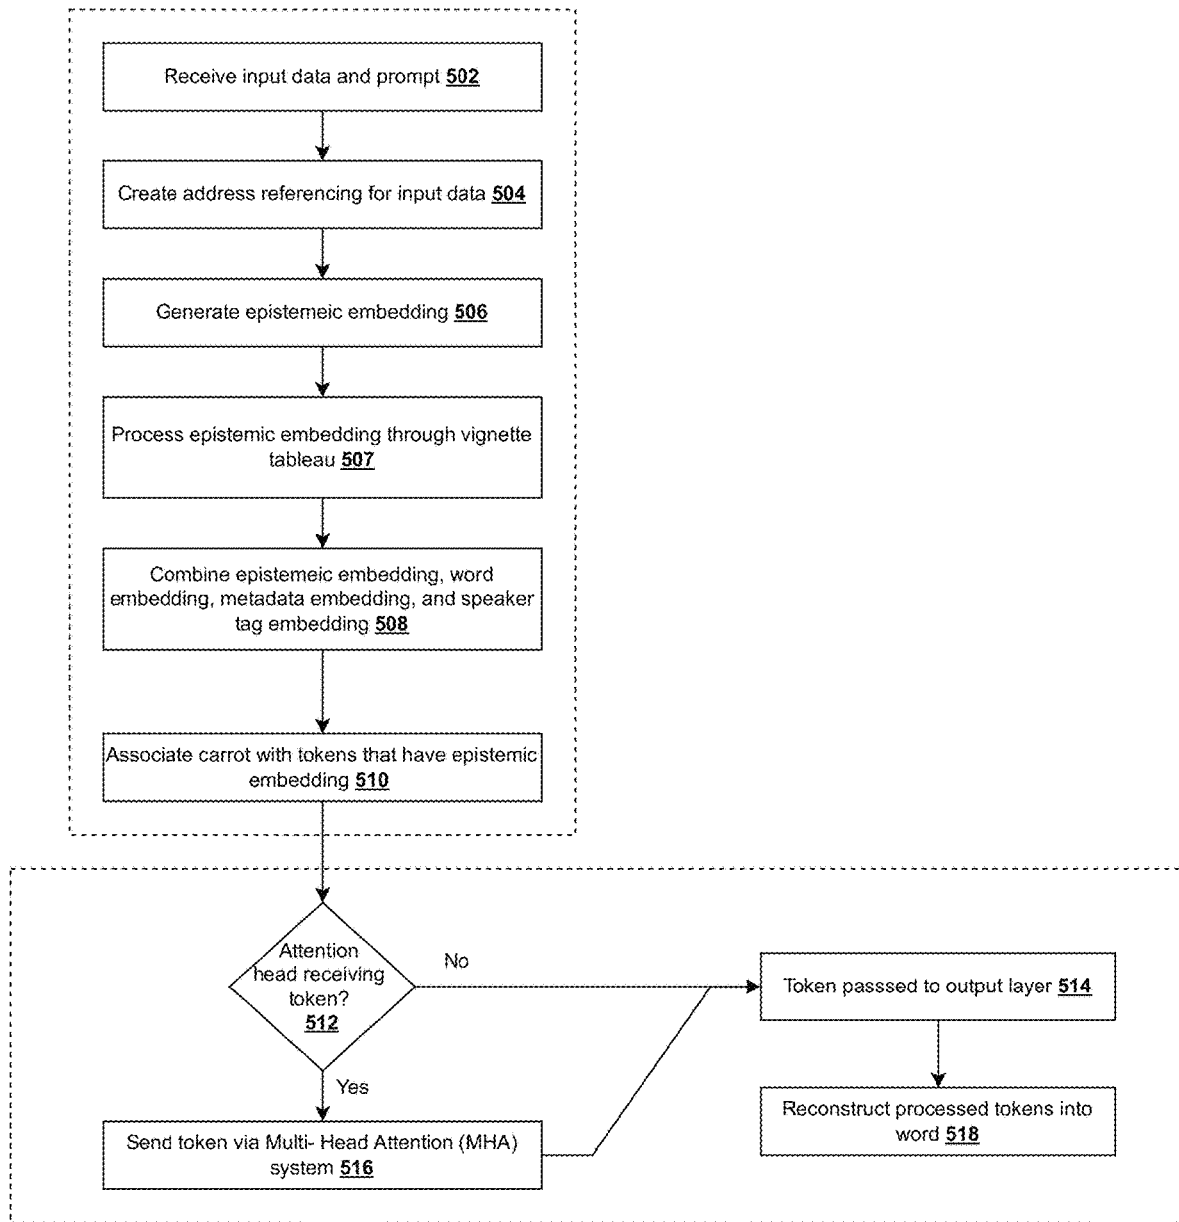 Receive input data and prompt 502
Create address referencing for input data 504
Generate epistemeic embedding 506
Process epistemic embedding through vignette
tableau 507
Combine epistemeic embedding, word
embedding, metadata embedding, and speaker
tag embedding 508
Associate carrot with tokens that have epistemic
embedding 510
Attention
head receiving
token?
512
No
Yes
Token passsed to output layer 514
Send token via Multi- Head Attention (MHA)
system 516
Reconstruct processed tokens into
word 518